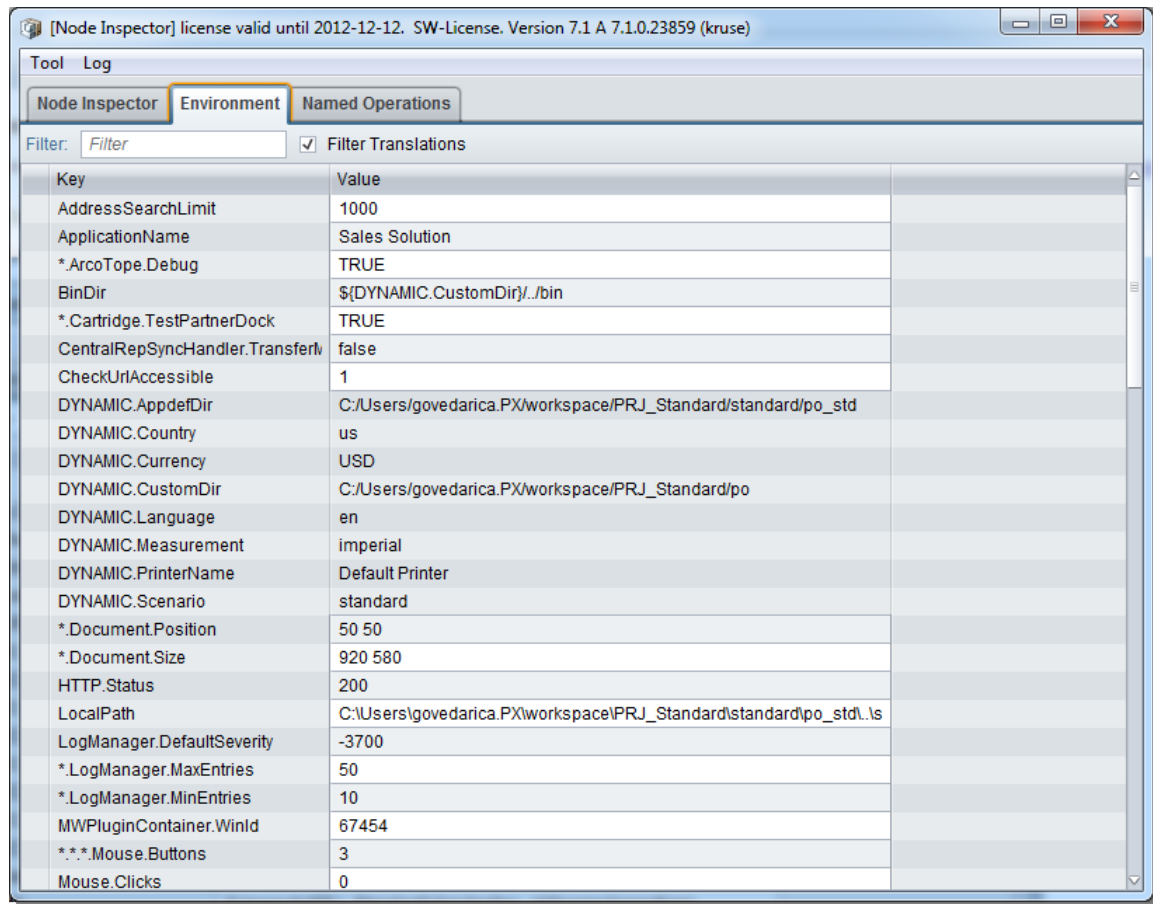 [Node Inspector] license valid until 2012-12-12. SW-License. Version 7.1 A 7.1.0.23859 (kruse)
Tool Log
Node Inspector Environment Named Operations
Filter: Filter Filter Translations
Key Value
AddressSearchLimit 1000
ApplicationName Sales Solution
*.ArcoTope.Debug TRUE
BinDir ${DYNAMIC.CustomDir}/../bin
*.Cartridge.TestPartnerDock TRUE
CentralRepSyncHandler.Transfer false
CheckUrlAccessible 1
DYNAMIC.AppdefDir C:/Users/govedarica.PX/workspace/PRJ_Standard/standard/po_std
DYNAMIC.Country us
DYNAMIC.Currency USD
DYNAMIC.CustomDir C:/Users/govedarica.PX/workspace/PRJ_Standard/po
DYNAMIC.Language en
DYNAMIC.Measurement imperial
DYNAMIC.PrinterName Default Printer
DYNAMIC.Scenario standard
*.Document.Position 50 50
*.Document.Size 920 580
HTTP.Status 200
LocalPath C:\Users\govedarica.PX\workspace\PRJ_Standard\standard\po_std\..\s
LogManager.DefaultSeverity -3700
*.LogManager.MaxEntries 50
*.LogManager.MinEntries 10
MWPluginContainer.WinId 67454
*.*.*.Mouse.Buttons 3
Mouse.Clicks 0